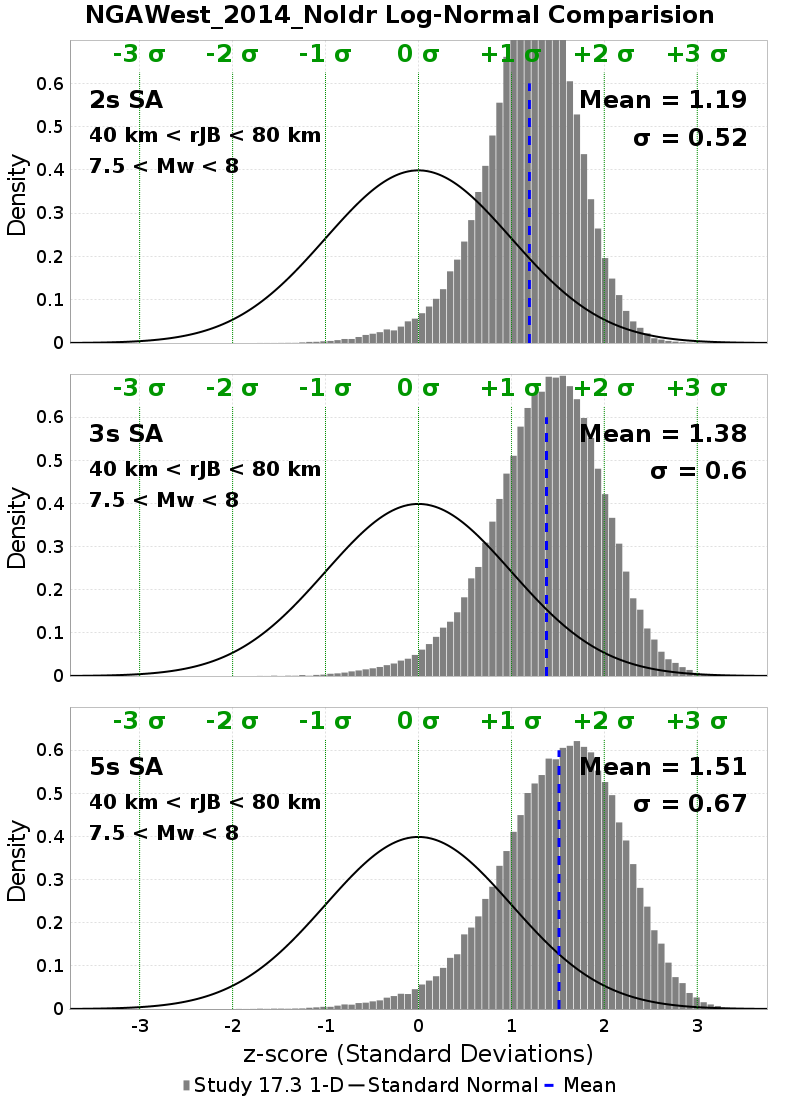 NGAWest_2014_NoIdr Log-Normal Comparision
-3 σ -2 σ -1 σ 0 σ +1 σ +2 σ +3 σ
0.6
2s SA Mean = 1.19
0.5
40 km < rJB < 80 km σ = 0.52
7.5 < Mw < 8
0.4
0.3
0.2
0.1
0
Density
-3 σ -2 σ -1 σ 0 σ +1 σ +2 σ +3 σ
0.6
3s SA Mean = 1.38
0.5
40 km < rJB < 80 km σ = 0.6
7.5 < Mw < 8
0.4
0.3
0.2
0.1
0
Density
-3 σ -2 σ -1 σ 0 σ +1 σ +2 σ +3 σ
0.6
5s SA Mean = 1.51
0.5
40 km < rJB < 80 km σ = 0.67
7.5 < Mw < 8
0.4
0.3
0.2
0.1
0
Density
-3 -2 -1 0 1 2 3
z-score (Standard Deviations)
Study 17.3 1-D Standard Normal Mean